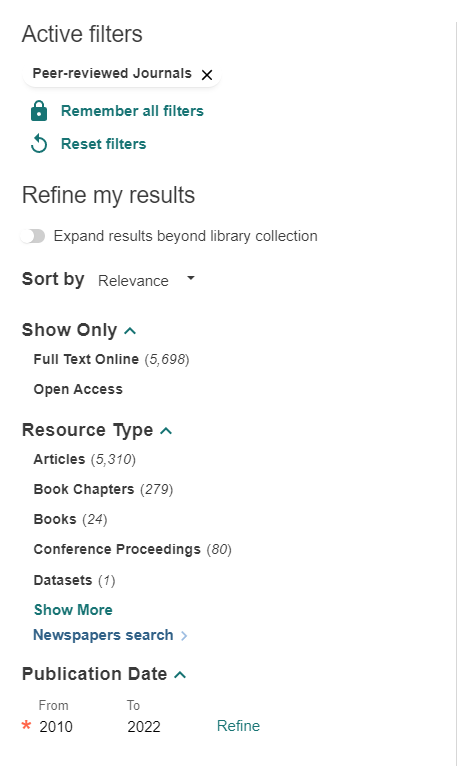 Active filters
Peer-reviewed Journals ×
Remember all filters
Reset filters
Refine my results
Expand results beyond library collection
Sort by Relevance
Show Only
Full Text Online (5,698)
Open Access
Resource Type
Articles (5,310)
Book Chapters (279)
Books (24)
Conference Proceedings (80)
Datasets (1)
Show More
Newspapers search >
Publication Date
From To
* 2010 2022 Refine